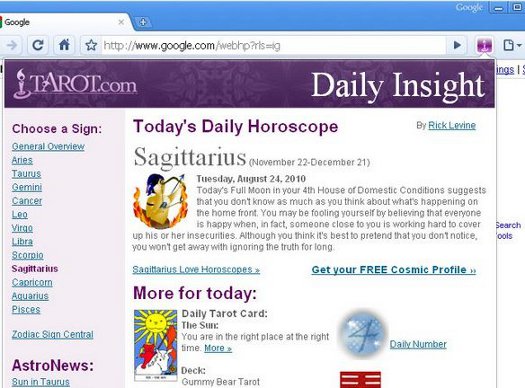 Google
Google
http://www.google.com/webhp?rls=ig
TAROT.com
Daily Insight
ings |
Search
ools
Choose a Sign:
General Overview
Aries
Taurus
Gemini
Cancer
Leo
Virgo
Libra
Scorpio
Sagittarius
Capricorn
Aquarius
Pisces
Zodiac Sign Central
AstroNews:
Sun in Taurus
Today's Daily Horoscope
By Rick Levine
Sagittarius (November 22-December 21)
Tuesday, August 24, 2010
Today's Full Moon in your 4th House of Domestic Conditions suggests
that you don't know as much as you think about what's happening on
the home front. You may be fooling yourself by believing that everyone
is happy when, in fact, someone close to you is working hard to cover
up his or her insecurities. Although you think it's best to pretend that you don't notice,
you won't get away with ignoring the truth for long.
Sagittarius Love Horoscopes »
Get your FREE Cosmic Profile »
More for today:
Daily Tarot Card:
The Sun:
You are in the right place at the right
time. More »
Deck:
Gummy Bear Tarot
Daily Number